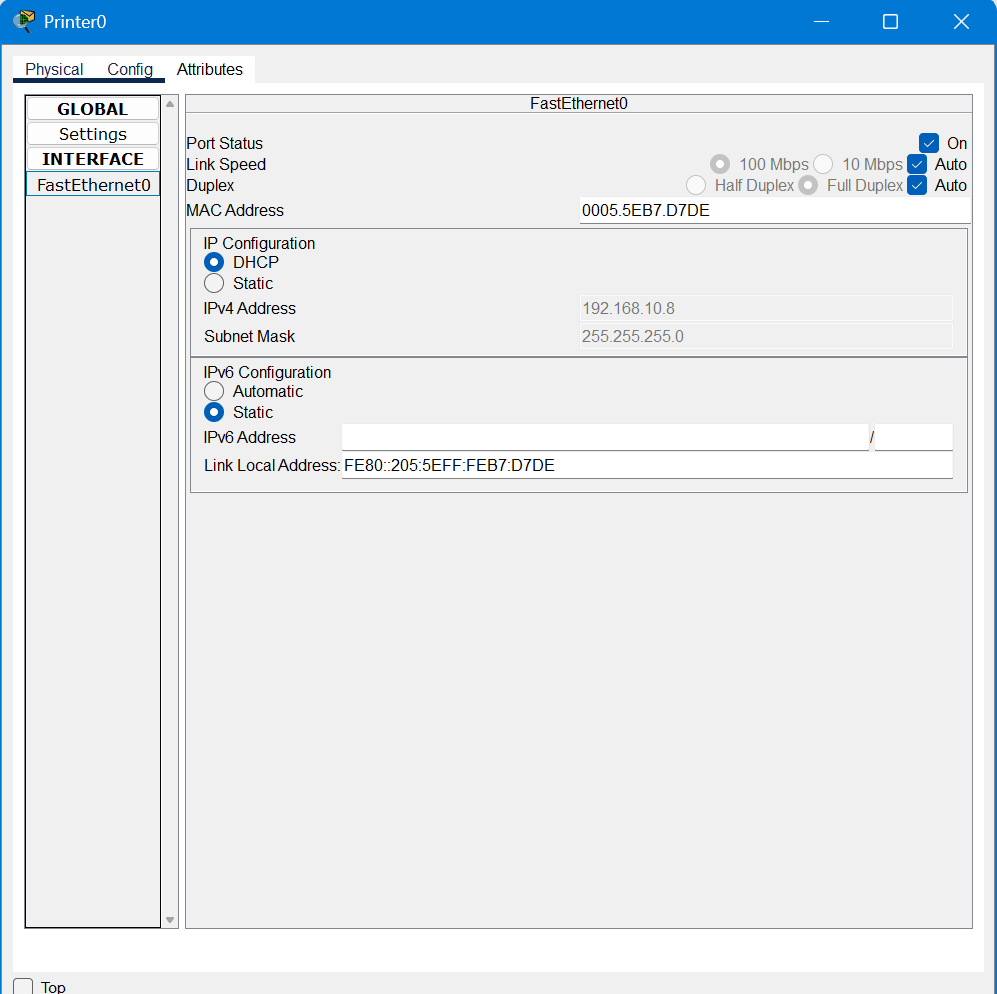 Printer0
Physical Config Attributes
GLOBAL
Settings
INTERFACE
FastEthernet0
FastEthernet0
Port Status On
Link Speed 100 Mbps 10 Mbps Auto
Duplex Half Duplex Full Duplex Auto
MAC Address 0005.5EB7.D7DE
IP Configuration
DHCP
Static
IPv4 Address 192.168.10.8
Subnet Mask 255.255.255.0
IPv6 Configuration
Automatic
Static
IPv6 Address /
Link Local Address: FE80::205:5EFF:FEB7:D7DE
Top